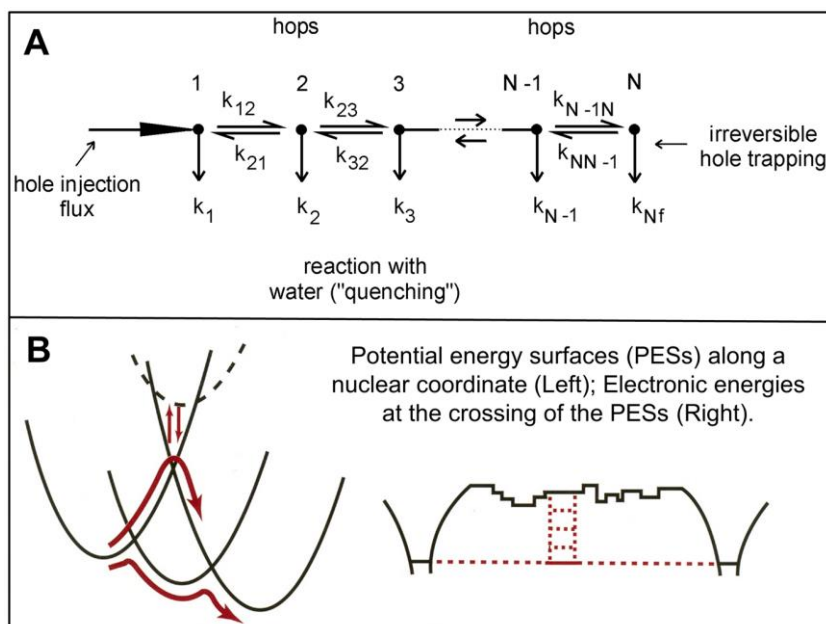 A
hops hops
1 2 3 N-1 N
k12 k23 kN-1N
k21 k32 kNN-1
hole injection
flux
irreversible
hole trapping
k1 k2 k3 kN-1 kNf
reaction with
water ("quenching")
B
Potential energy surfaces (PESs) along a
nuclear coordinate (Left); Electronic energies
at the crossing of the PESs (Right).